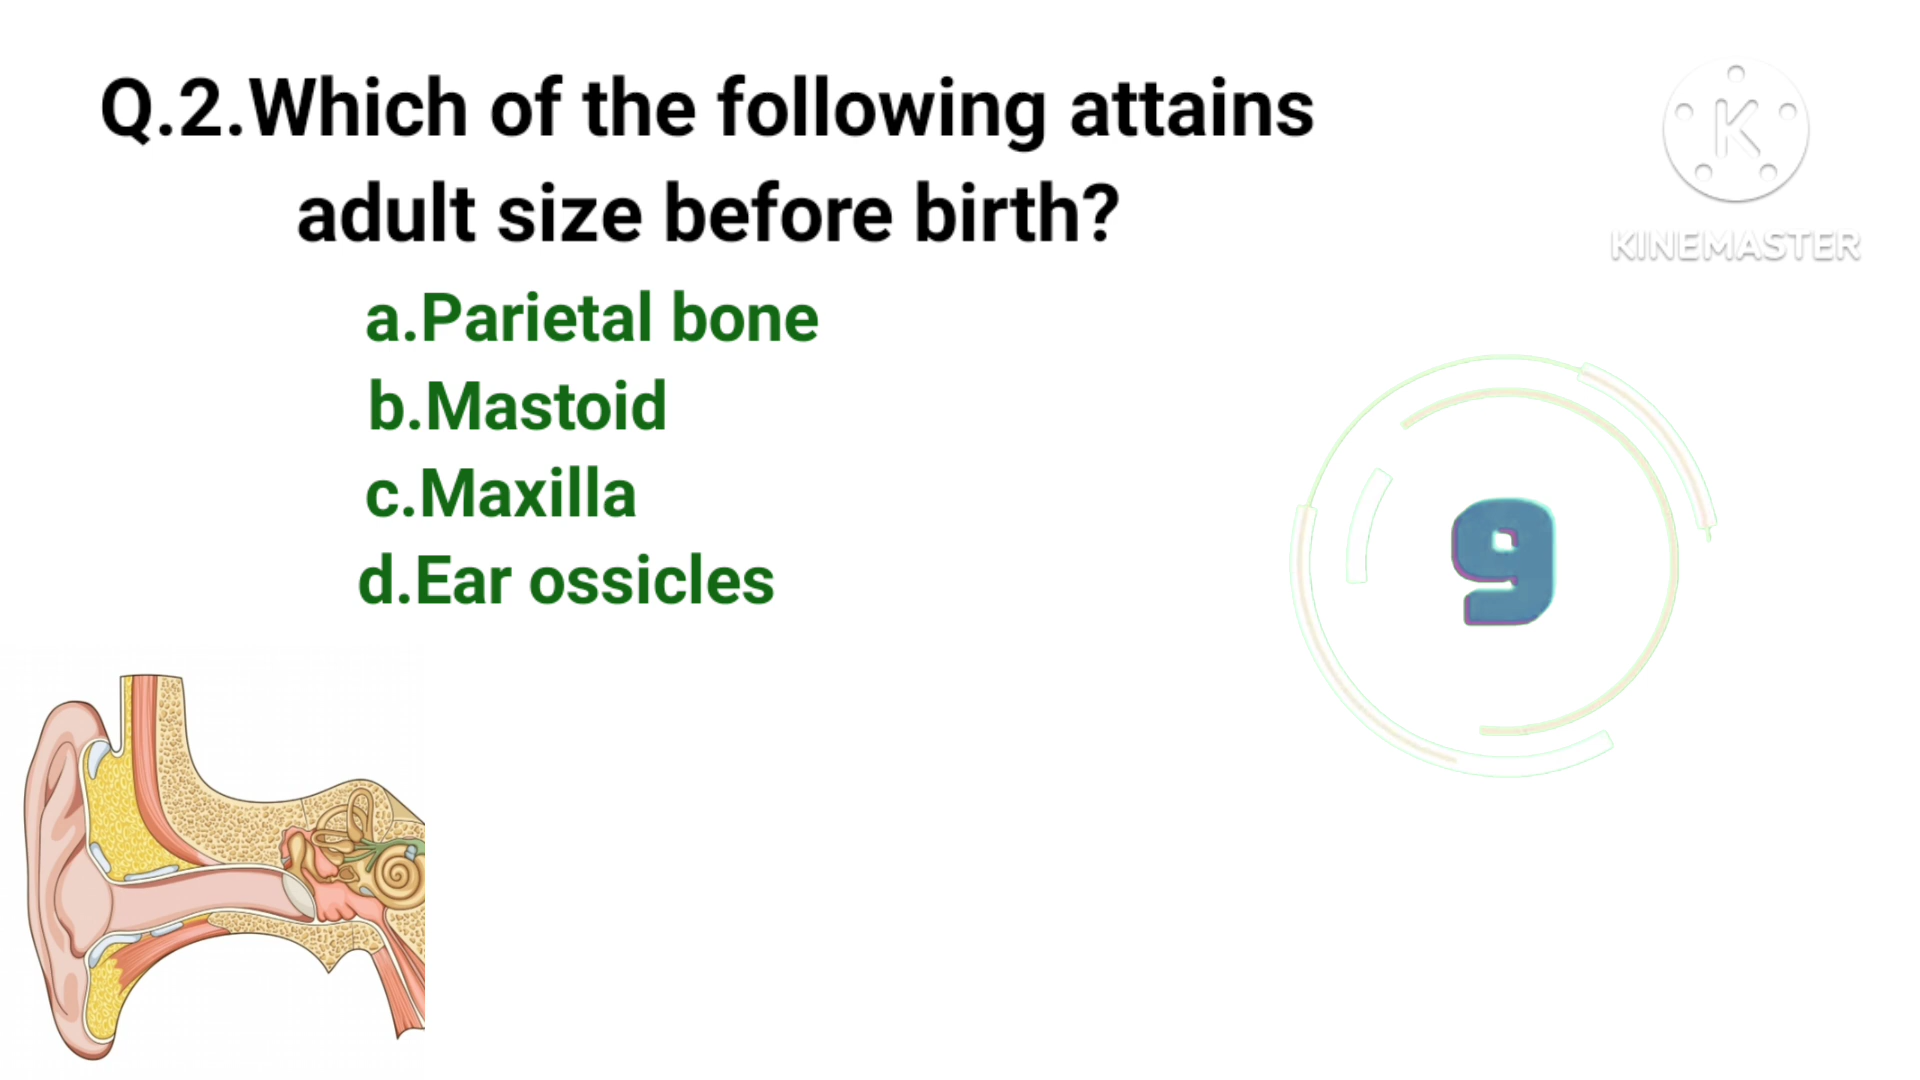 Q.2.Which of the following attains
adult size before birth?
a.Parietal bone
b.Mastoid
c.Maxilla
d.Ear ossicles
K
KINEMASTER
9